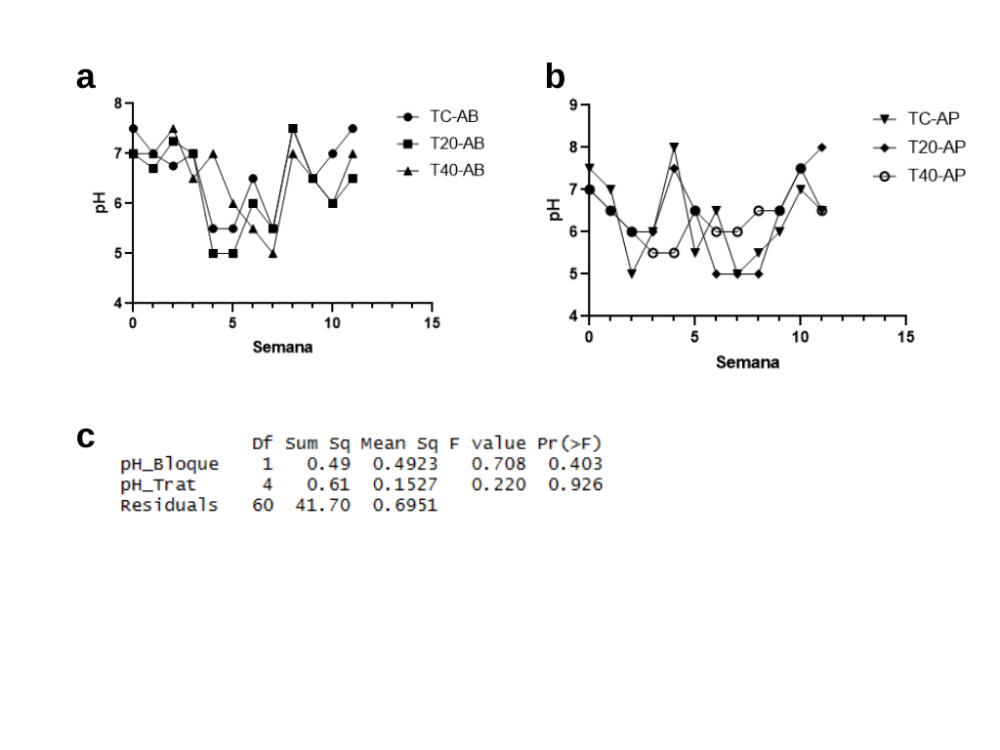 a
8
7
6
5
4
pH
0
5
10
15
Semana
TC-AB
T20-AB
T40-AB
b
9
8
7
6
5
4
pH
0
5
10
15
Semana
TC-AP
T20-AP
T40-AP
c
Df Sum Sq Mean Sq F value Pr(>F)
pH_Bloque 1 0.49 0.4923 0.708 0.403
pH_Trat 4 0.61 0.1527 0.220 0.926
Residuals 60 41.70 0.6951